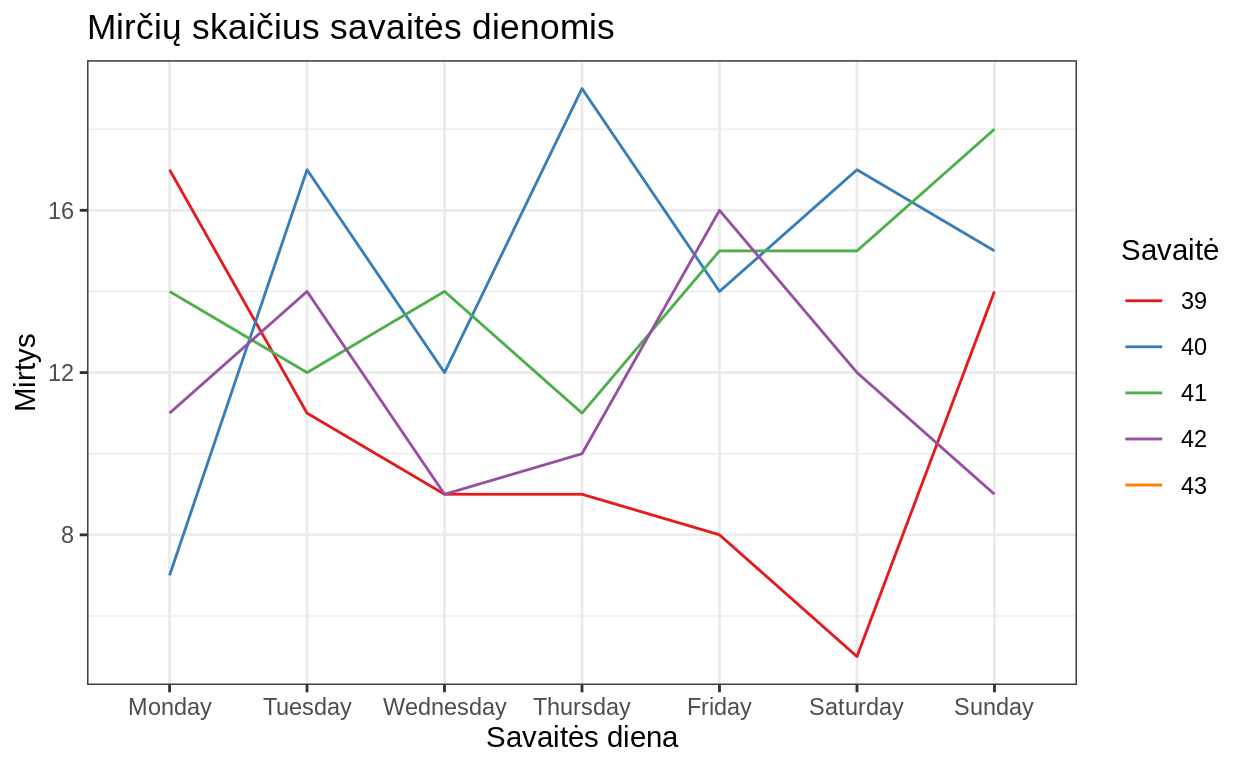 Mirčių skaičius savaitės dienomis
Mirtys
16
12
8
Monday Tuesday Wednesday Thursday Friday Saturday Sunday
Savaitės diena
Savaitė
39
40
41
42
43